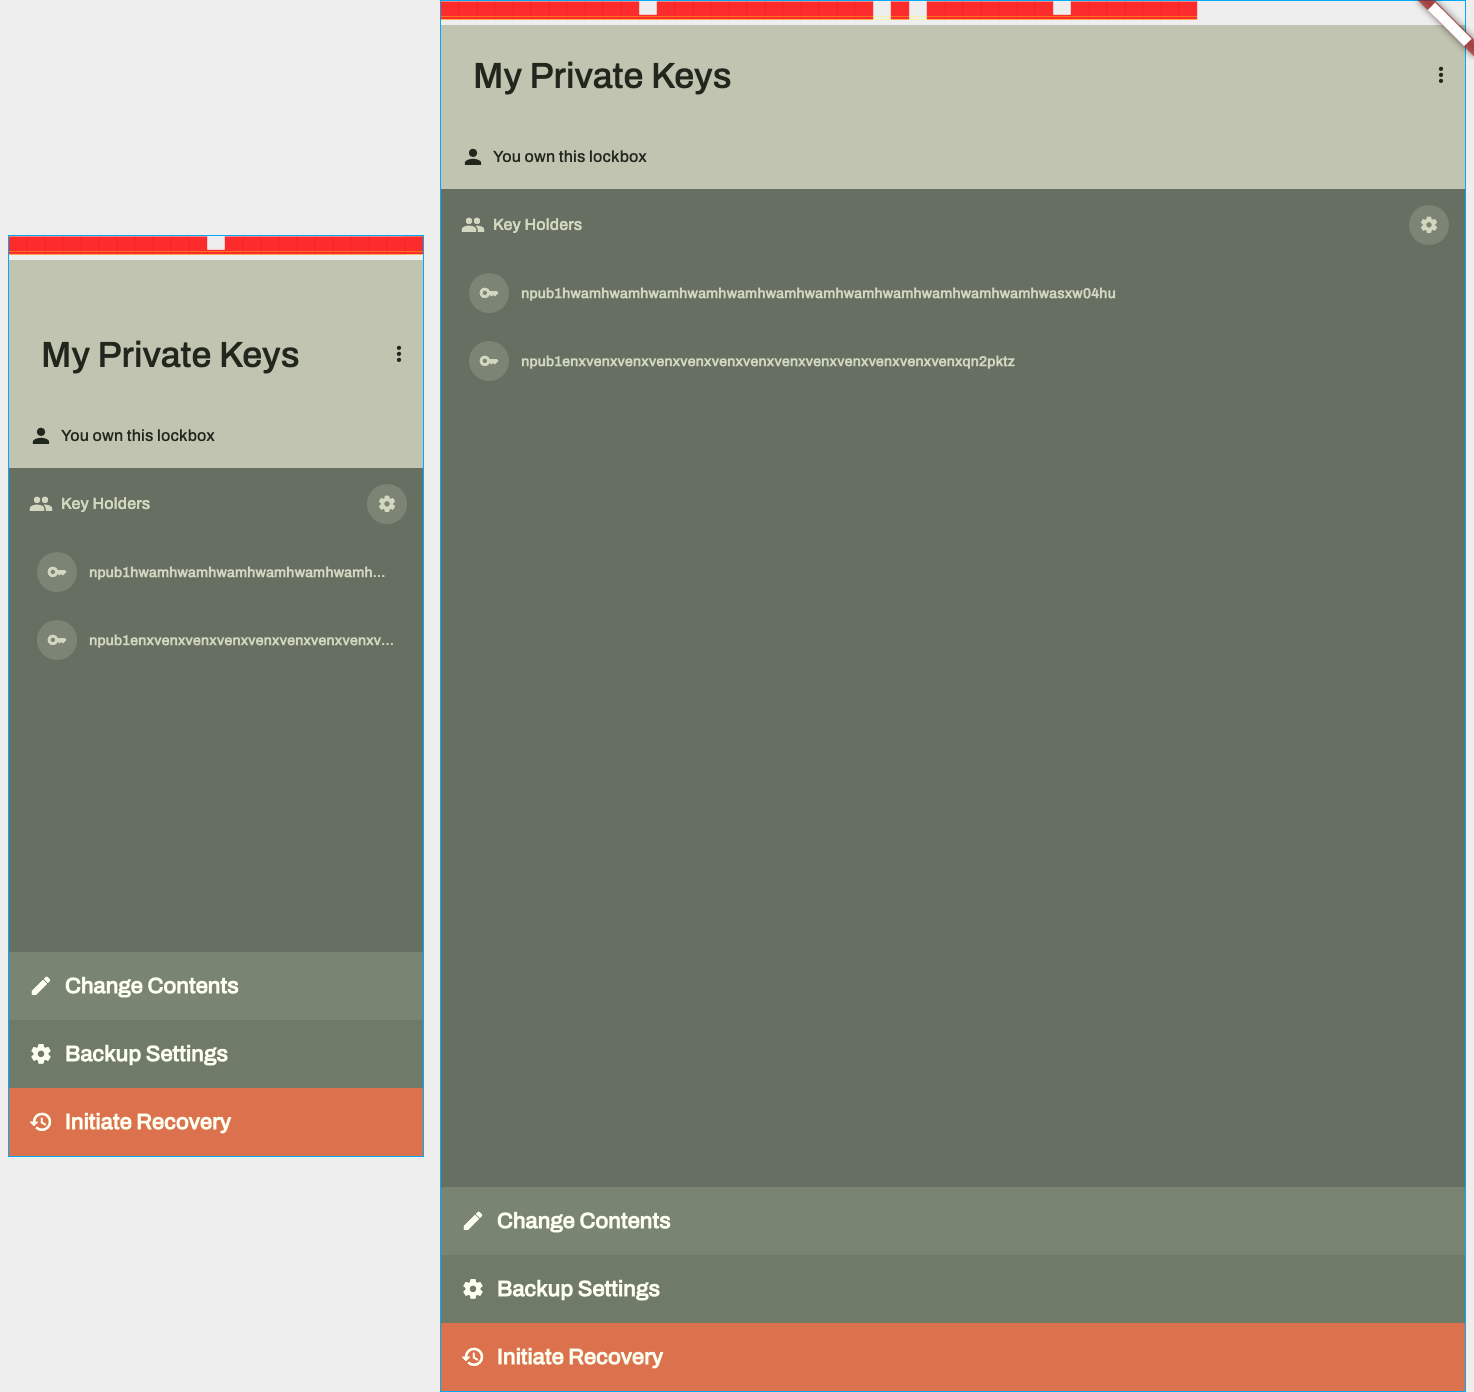 My Private Keys
You own this lockbox
Key Holders
npub1hwamhwamhwamhwamhwamhwamh...
npub1enxvenxvenxvenxvenxvenxvenxvenxv...
Change Contents
Backup Settings
Initiate Recovery
My Private Keys
You own this lockbox
Key Holders
npub1hwamhwamhwamhwamhwamhwamhwamhwamhwamhwamhwamhwamhwasxw04hu
npub1enxvenxvenxvenxvenxvenxvenxvenxvenxvenxvenxvenxvenxqn2pktz
Change Contents
Backup Settings
Initiate Recovery